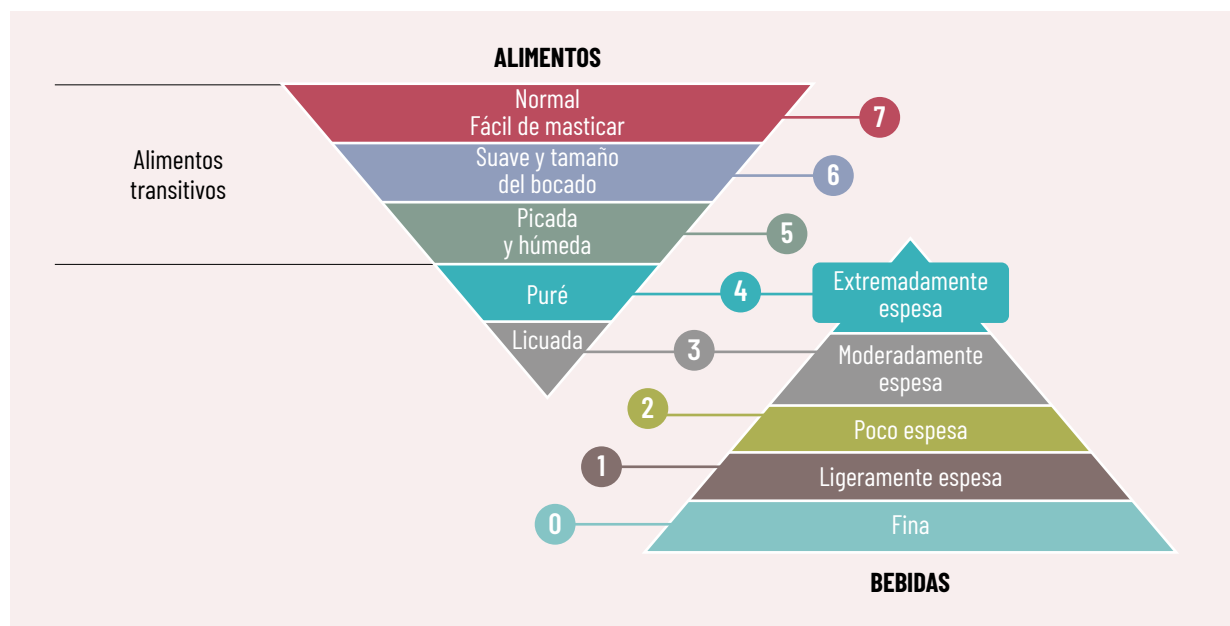 ALIMENTOS
Normal
Fácil de masticar
7
Alimentos
transitivos
Suave y tamaño
del bocado
6
Picada
y húmeda
5
Puré
4
Extremadamente
espesa
Licuada
3
Moderadamente
espesa
2
Poco espesa
1
Ligeramente espesa
0
Fina
BEBIDAS